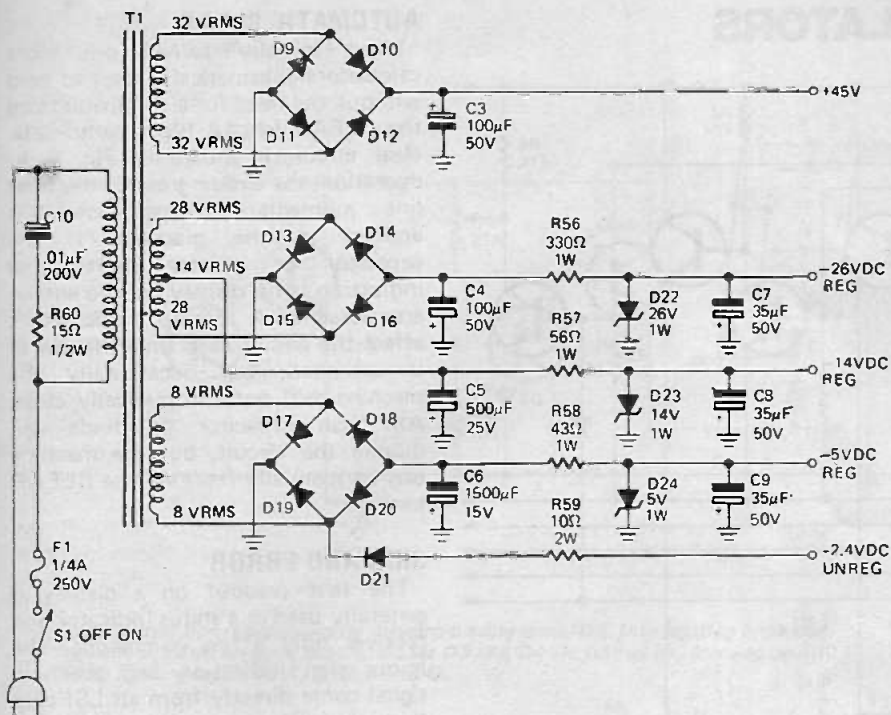 LATORS
T1
32 VRMS
D9
D10
D11
D12
32 VRMS
C3
100µF
50V
+45V
28 VRMS
14 VRMS
28
VRMS
D13
D14
D15
D16
C4
100µF
50V
R56
330Ω
1W
D22
26V
1W
C7
35µF
50V
−26VDC
REG
C10
.01µF
200V
R60
15Ω
1/2W
R57
56Ω
1W
C5
500µF
25V
D23
14V
1W
C8
35µF
50V
−14VDC
REG
8 VRMS
D17
D18
D19
D20
8 VRMS
C6
1500µF
15V
R58
43Ω
1W
D24
5V
1W
C9
35µF
50V
−5VDC
REG
R59
10Ω
2W
D21
−2.4VDC
UNREG
F1
1/4A
250V
S1 OFF ON